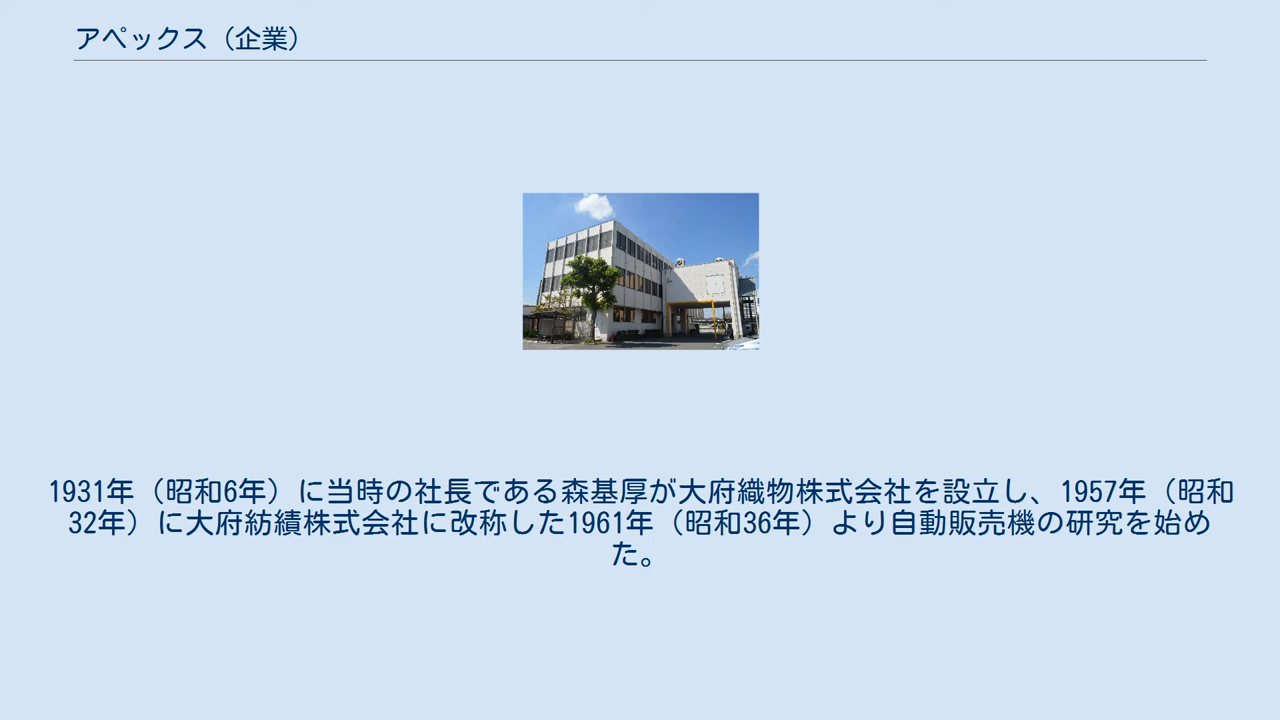 アペックス（企業）
1931年（昭和6年）に当時の社長である森基厚が大府織物株式会社を設立し、1957年（昭和
32年）に大府紡績株式会社に改称した1961年（昭和36年）より自動販売機の研究を始め
た。